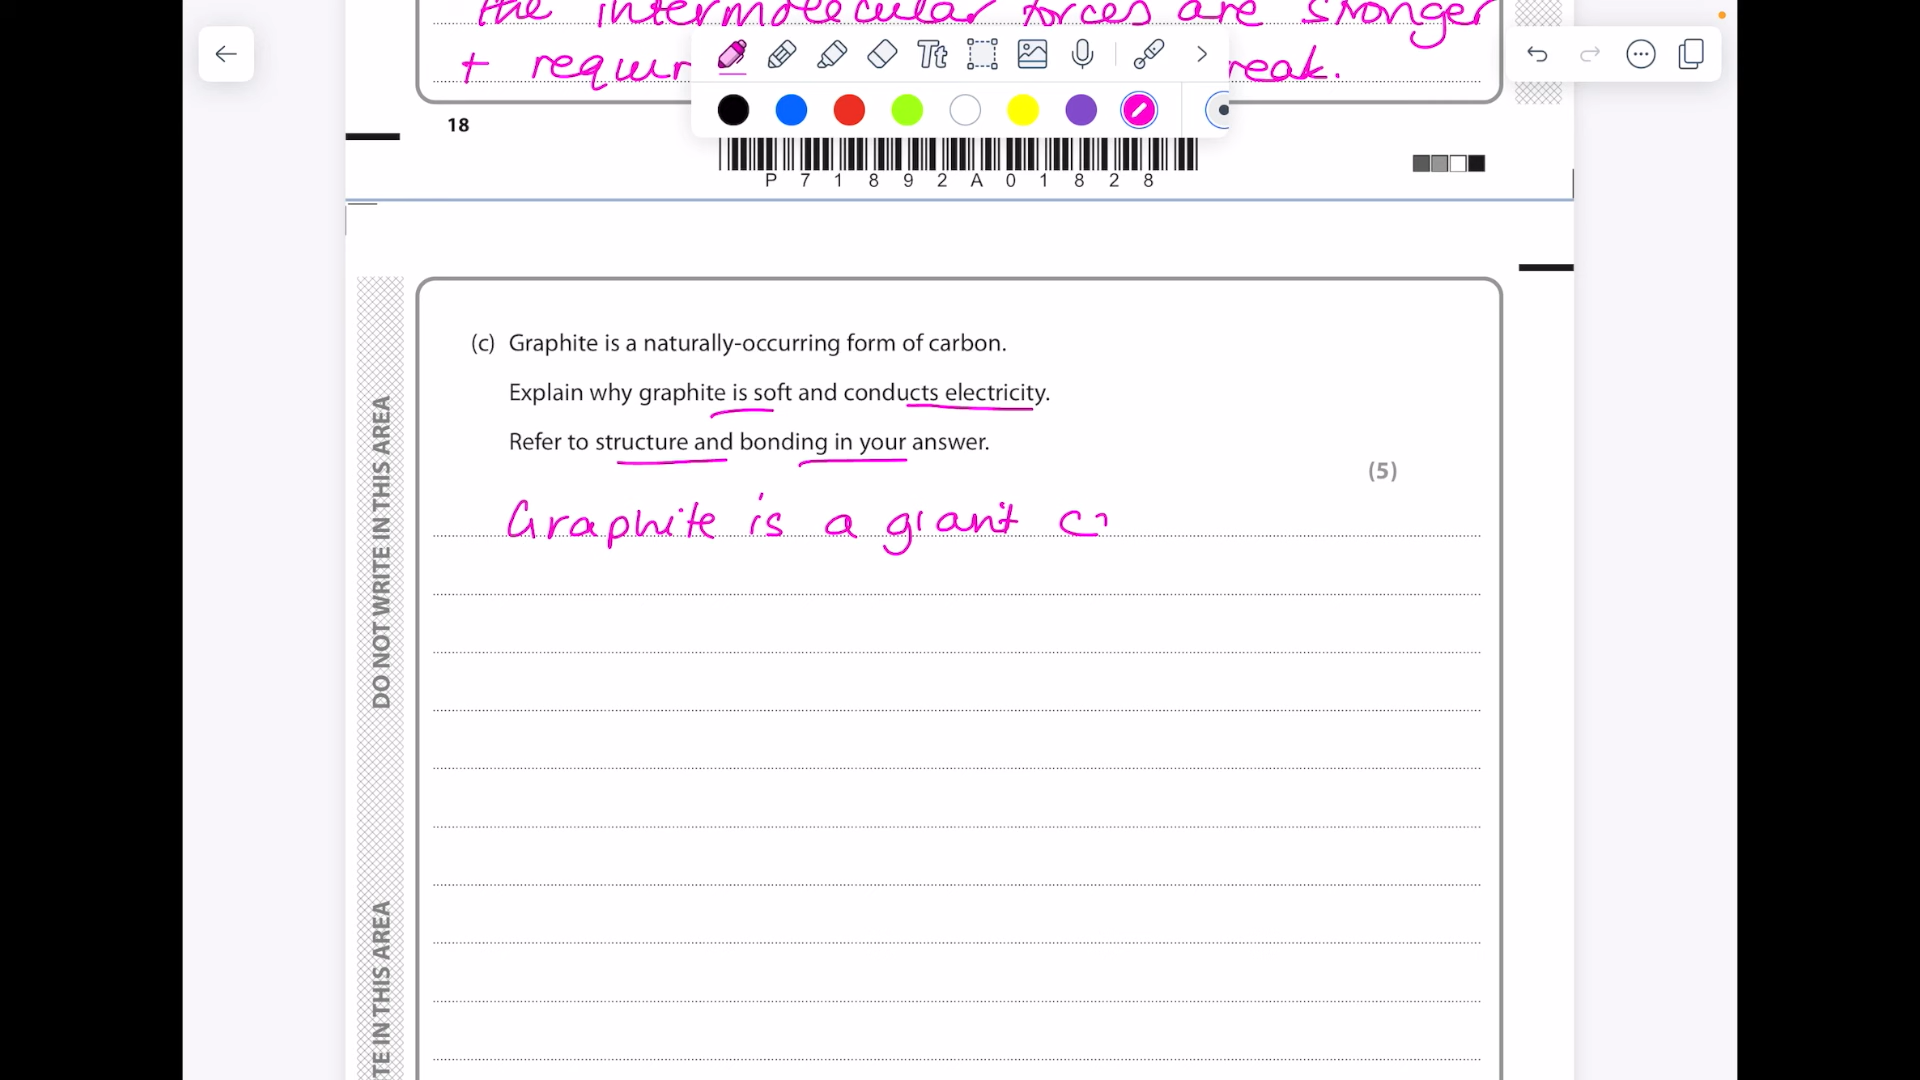 the intermolecular forces are stronger
+ requir reak.
Tt
18
P 7 1 8 9 2 A 0 1 8 2 8
DO NOT WRITE IN THIS AREA
(c) Graphite is a naturally-occurring form of carbon.
Explain why graphite is soft and conducts electricity.
Refer to structure and bonding in your answer.
(5)
Graphite is a giant co
TE IN THIS AREA